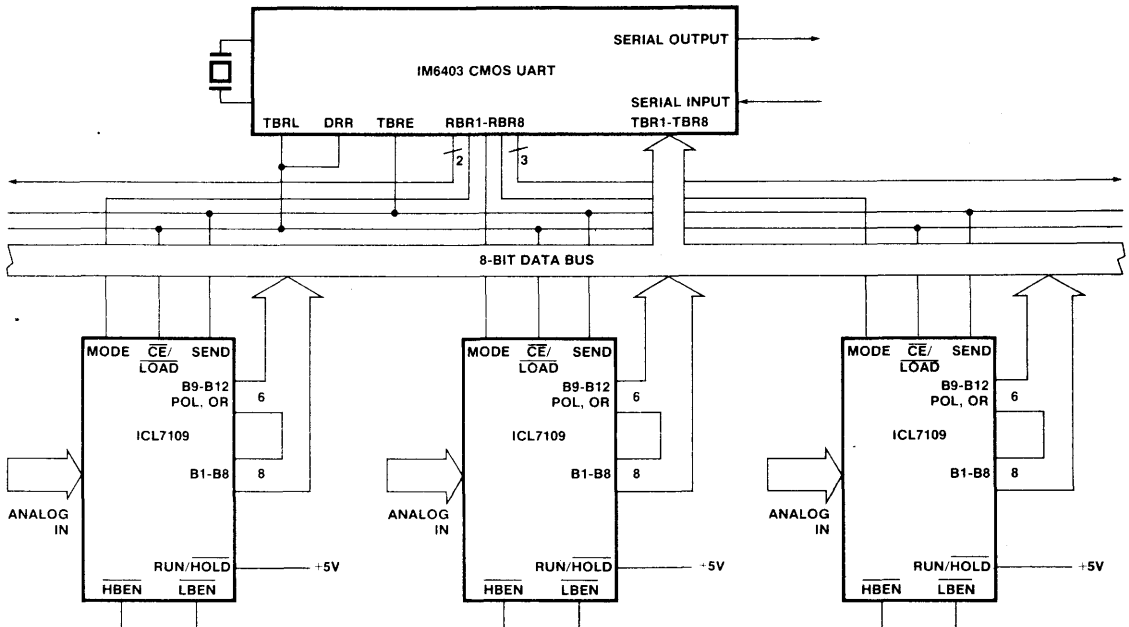 SERIAL OUTPUT
IM6403 CMOS UART
SERIAL INPUT
TBRL DRR TBRE RBR1-RBR8 TBR1-TBR8
2 3
8-BIT DATA BUS
MODE CE/ SEND
LOAD
B9-B12
POL, OR 6
ICL7109
B1-B8 8
ANALOG
IN
RUN/HOLD +5V
HBEN LBEN
MODE CE/ SEND
LOAD
B9-B12
POL, OR 6
ICL7109
B1-B8 8
ANALOG
IN
RUN/HOLD +5V
HBEN LBEN
MODE CE/ SEND
LOAD
B9-B12
POL, OR 6
ICL7109
B1-B8 8
ANALOG
IN
RUN/HOLD +5V
HBEN LBEN